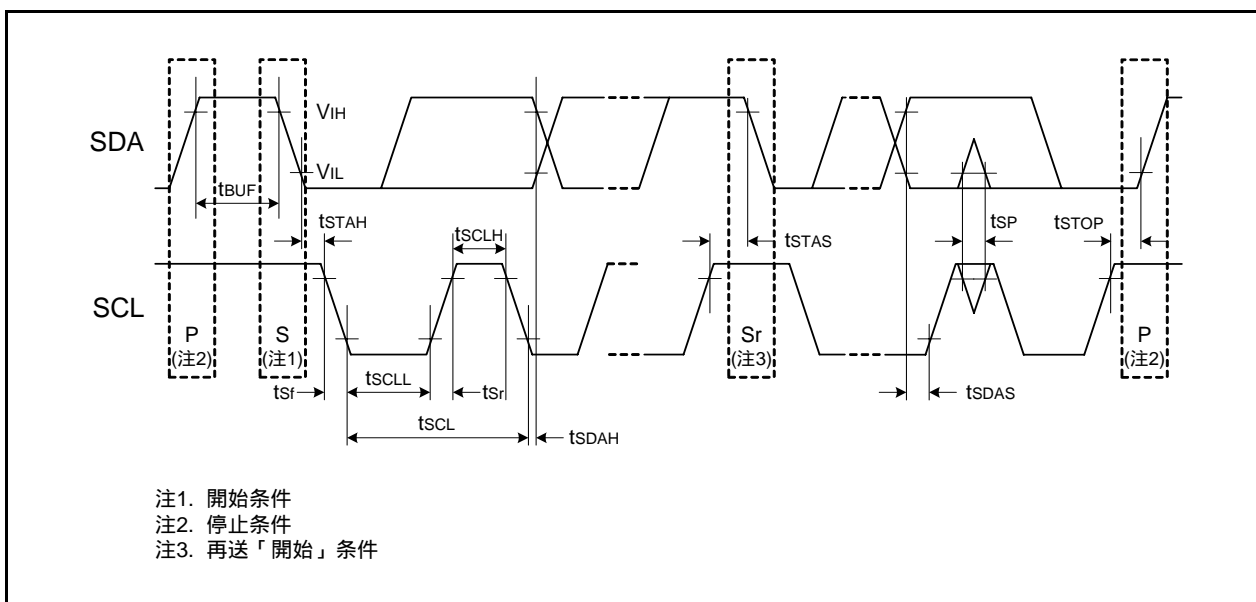 SDA
VIH
VIL
tBUF
tSTAH
tSCLH
tSTAS
tSP
tSTOP
SCL
P
(注2)
S
(注1)
Sr
(注3)
P
(注2)
tSf
tSCLL
tSr
tSDAS
tSCL
tSDAH
注1. 開始条件
注2. 停止条件
注3. 再送「開始」条件